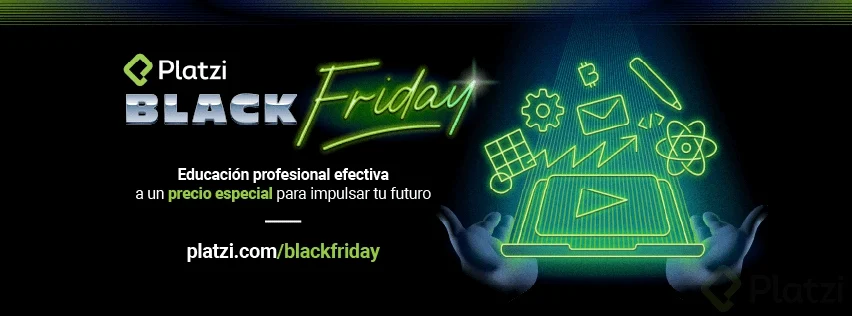 Platzi
BLACK Friday
Educación profesional efectiva
a un precio especial para impulsar tu futuro
platzi.com/blackfriday
</>
Platzi